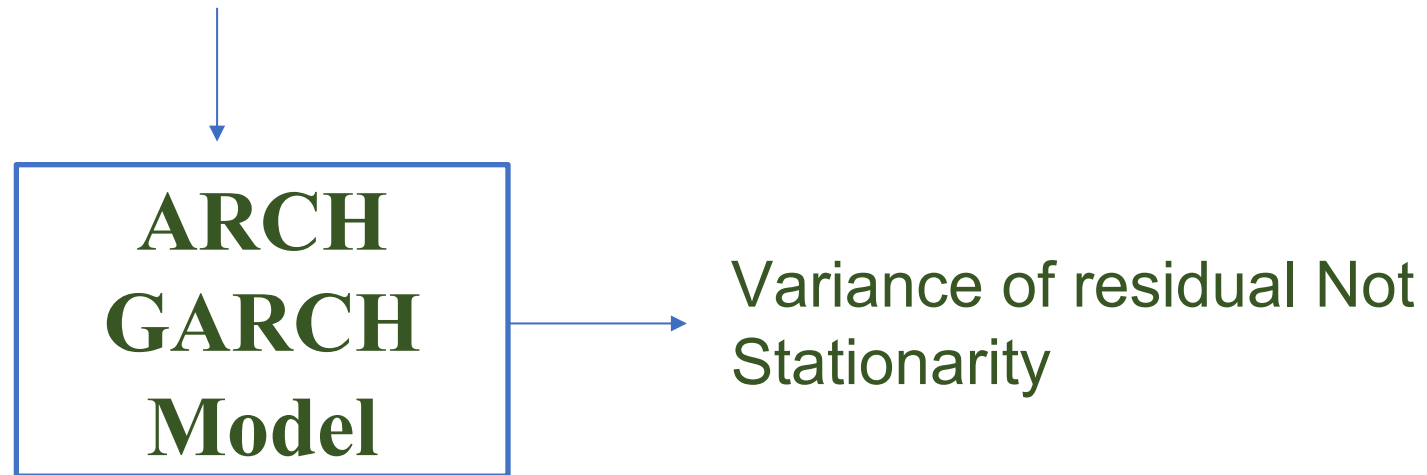 ARCH
GARCH
Model
Variance of residual Not
Stationarity